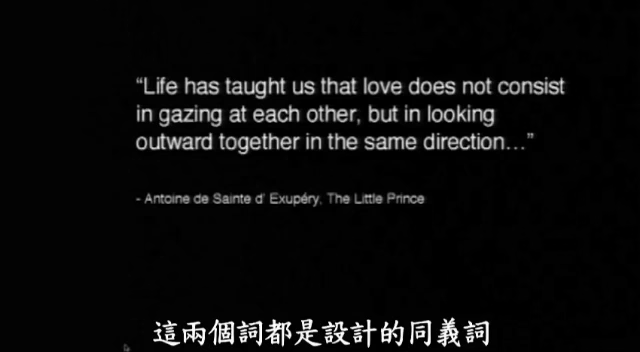 “Life has taught us that love does not consist
in gazing at each other, but in looking
outward together in the same direction…”
- Antoine de Sainte d’ Exupéry, The Little Prince
這兩個詞都是設計的同義詞